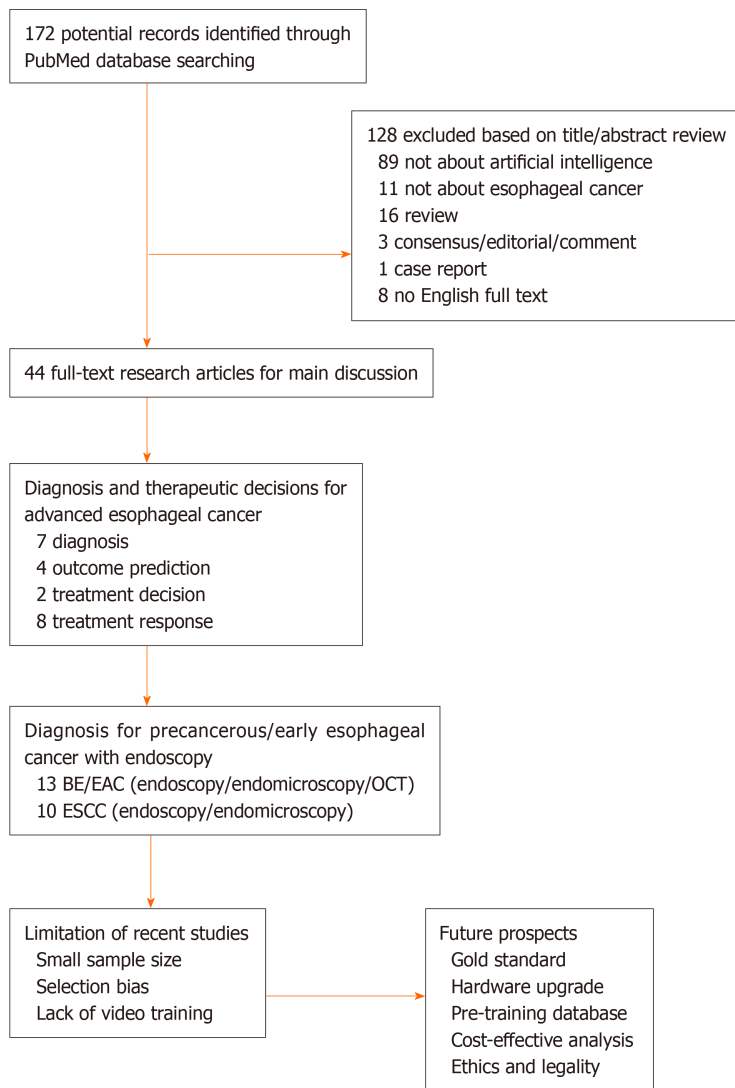 172 potential records identified through
PubMed database searching
128 excluded based on title/abstract review
89 not about artificial intelligence
11 not about esophageal cancer
16 review
3 consensus/editorial/comment
1 case report
8 no English full text
44 full-text research articles for main discussion
Diagnosis and therapeutic decisions for
advanced esophageal cancer
7 diagnosis
4 outcome prediction
2 treatment decision
8 treatment response
Diagnosis for precancerous/early esophageal
cancer with endoscopy
13 BE/EAC (endoscopy/endomicroscopy/OCT)
10 ESCC (endoscopy/endomicroscopy)
Limitation of recent studies
Small sample size
Selection bias
Lack of video training
Future prospects
Gold standard
Hardware upgrade
Pre-training database
Cost-effective analysis
Ethics and legality